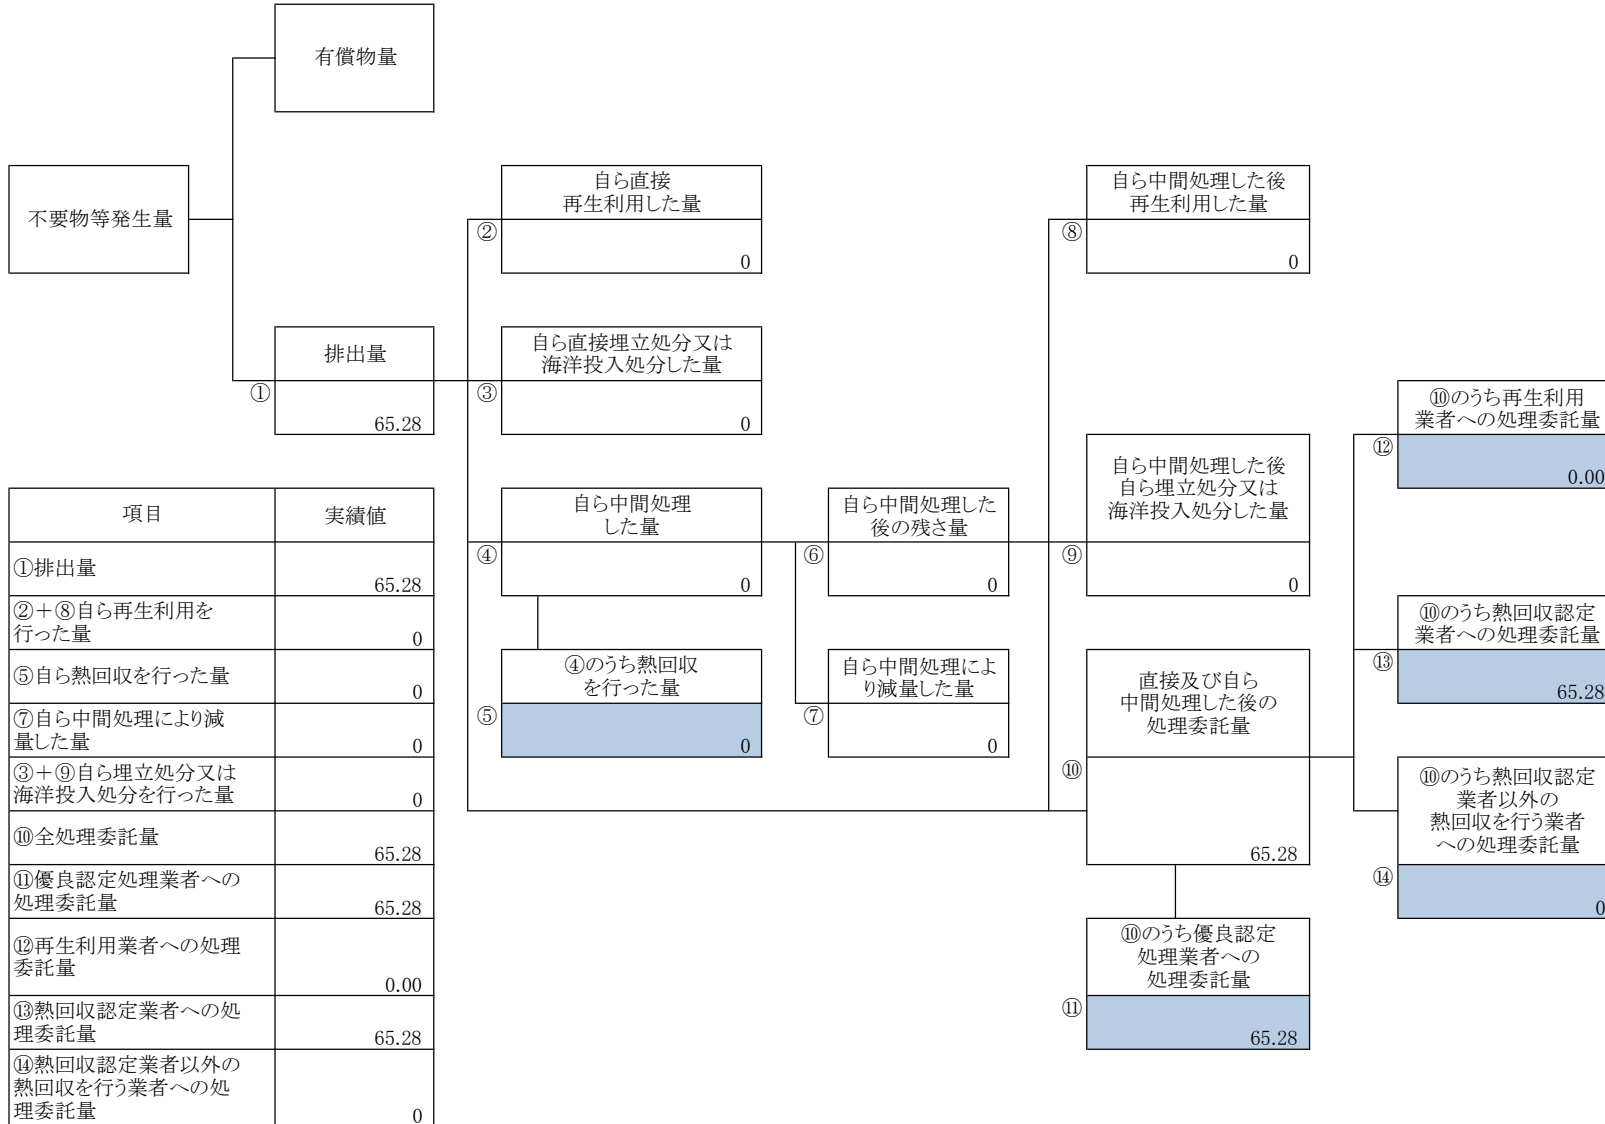 有償物量
不要物等発生量
自ら直接
再生利用した量
②
0
自ら中間処理した後
再生利用した量
⑧
0
排出量
①
65.28
自ら直接埋立処分又は
海洋投入処分した量
③
0
⑩のうち再生利用
業者への処理委託量
⑫
0.00
自ら中間処理した後
自ら埋立処分又は
海洋投入処分した量
⑨
0
自ら中間処理
した量
④
0
自ら中間処理した
後の残さ量
⑥
0
⑩のうち熱回収認定
業者への処理委託量
⑬
65.28
④のうち熱回収
を行った量
⑤
0
自ら中間処理によ
り減量した量
⑦
0
直接及び自ら
中間処理した後の
処理委託量
⑩
65.28
⑩のうち熱回収認定
業者以外の
熱回収を行う業者
への処理委託量
⑭
0
⑩のうち優良認定
処理業者への
処理委託量
⑪
65.28
項目
実績値
①排出量
65.28
②＋⑧自ら再生利用を
行った量
0
⑤自ら熱回収を行った量
0
⑦自ら中間処理により減
量した量
0
③＋⑨自ら埋立処分又は
海洋投入処分を行った量
0
⑩全処理委託量
65.28
⑪優良認定処理業者への
処理委託量
65.28
⑫再生利用業者への処理
委託量
0.00
⑬熱回収認定業者への処
理委託量
65.28
⑭熱回収認定業者以外の
熱回収を行う業者への処
理委託量
0